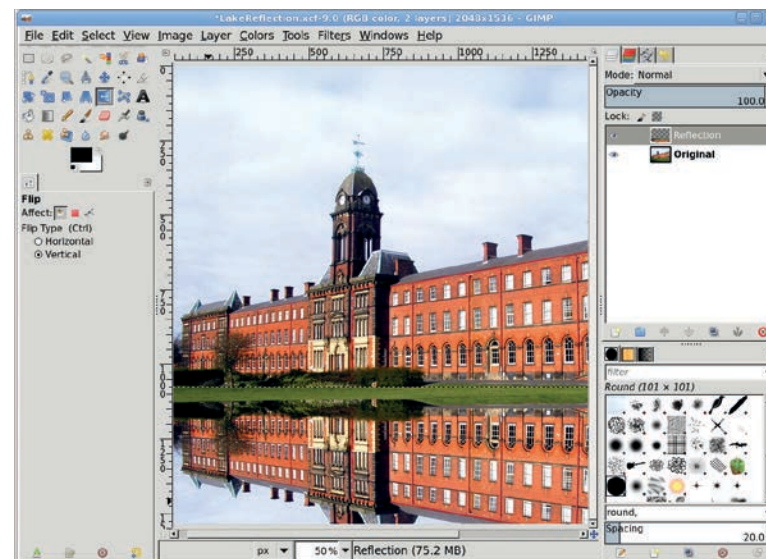 *LakeReflection.xcf-9.0 (RGB color, 2 layers) 2048x1536 – GIMP
File Edit Select View Image Layer Colors Tools Filters Windows Help
250 500 750 1000 1250
Mode: Normal
Opacity
100.0
Lock:
Reflection
Original
Flip
Affect:
Flip Type (Ctrl)
Horizontal
Vertical
filter
Round (101 × 101)
round,
Spacing
20.0
px 50% Reflection (75.2 MB)